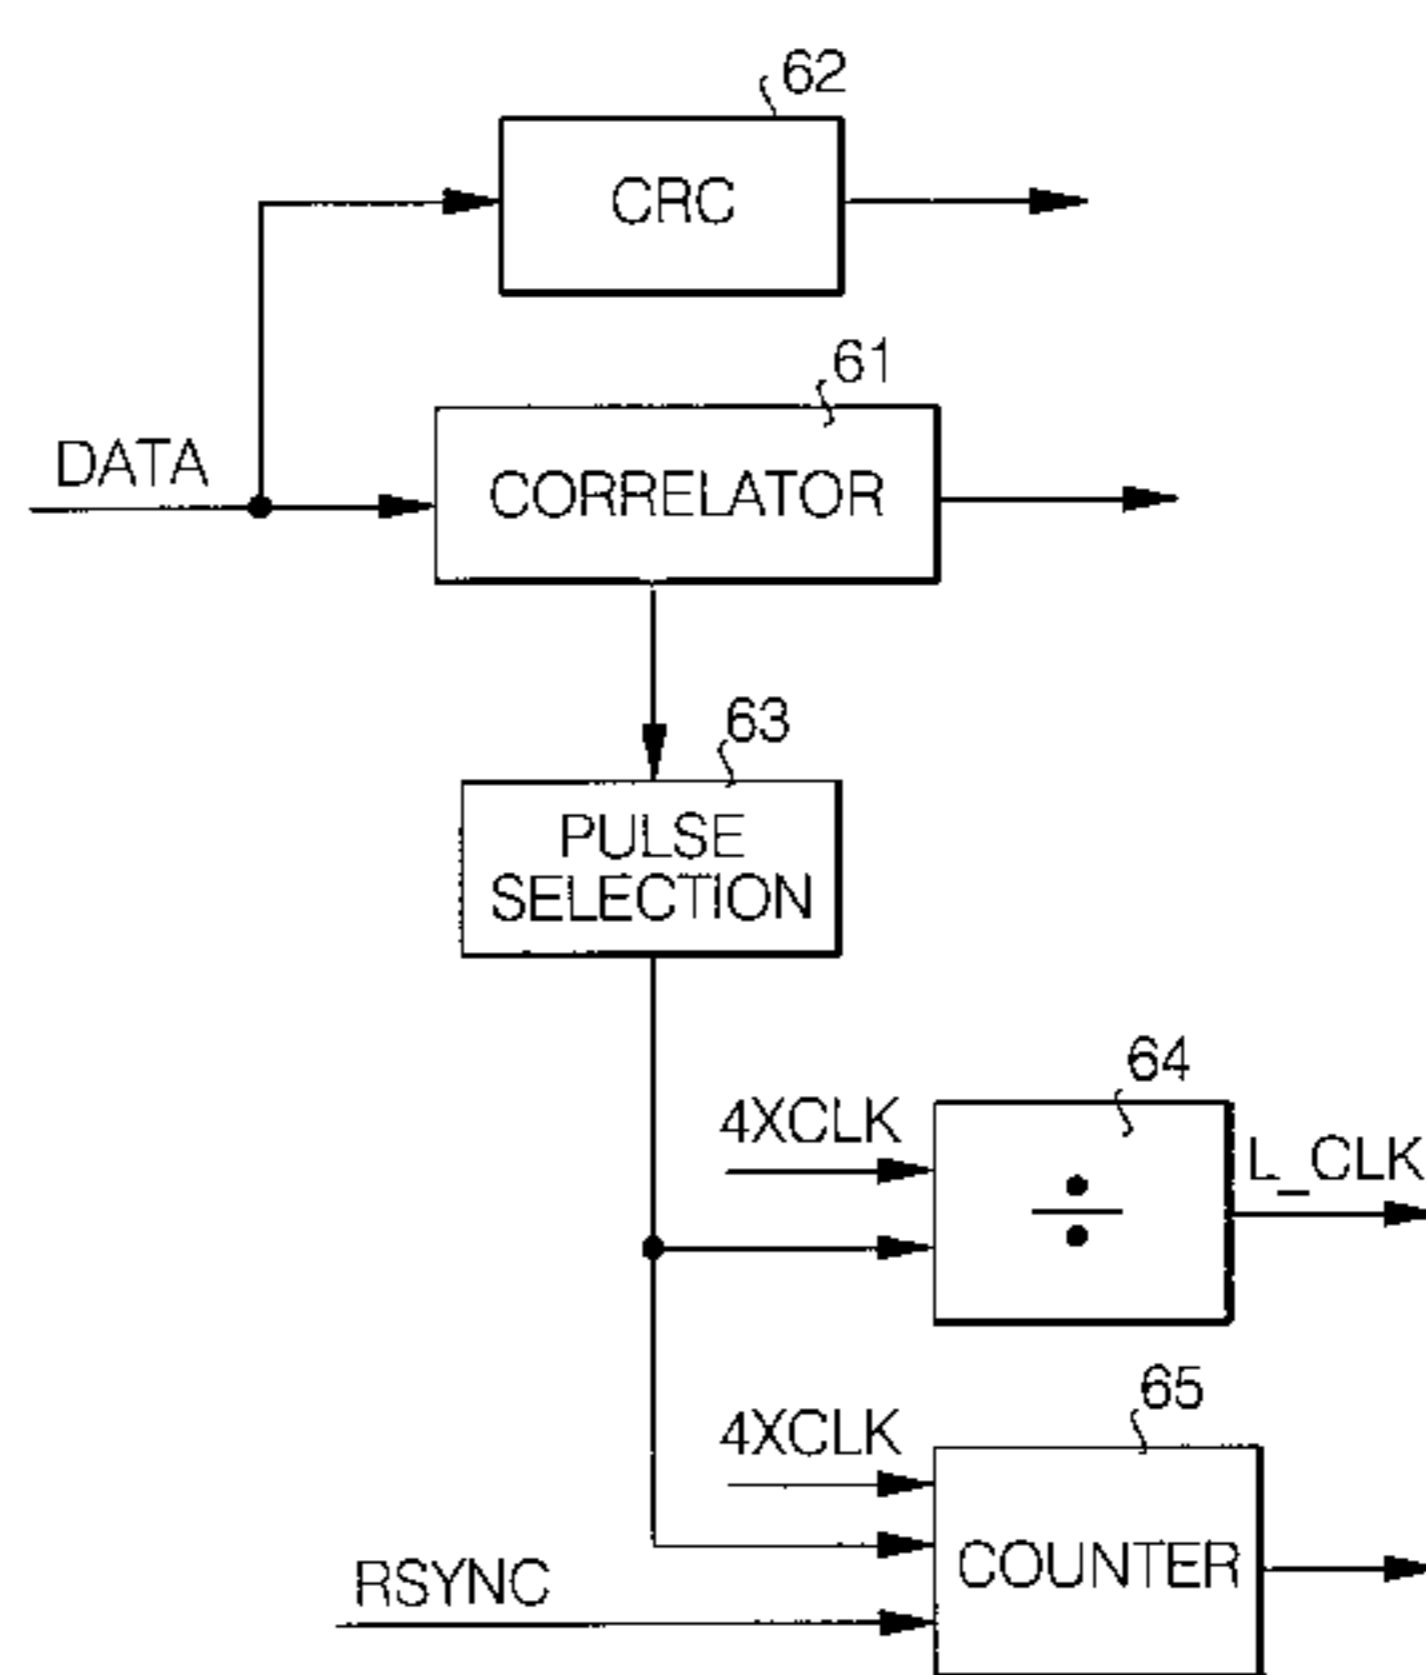 62
CRC
61
DATA
CORRELATOR
63
PULSE
SELECTION
64
4XCLK
L_CLK
÷
65
4XCLK
COUNTER
RSYNC